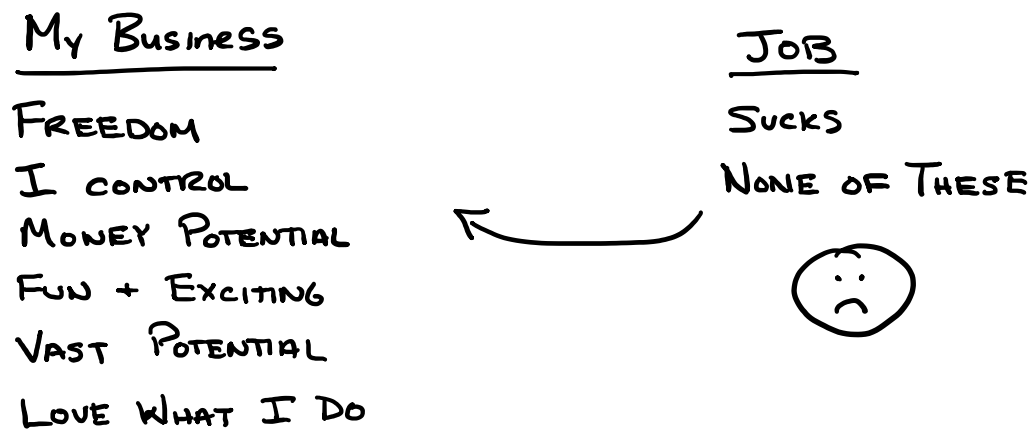 My Business
Freedom
I control
Money Potential
Fun + Exciting
Vast Potential
Love What I Do
Job
Sucks
None of These